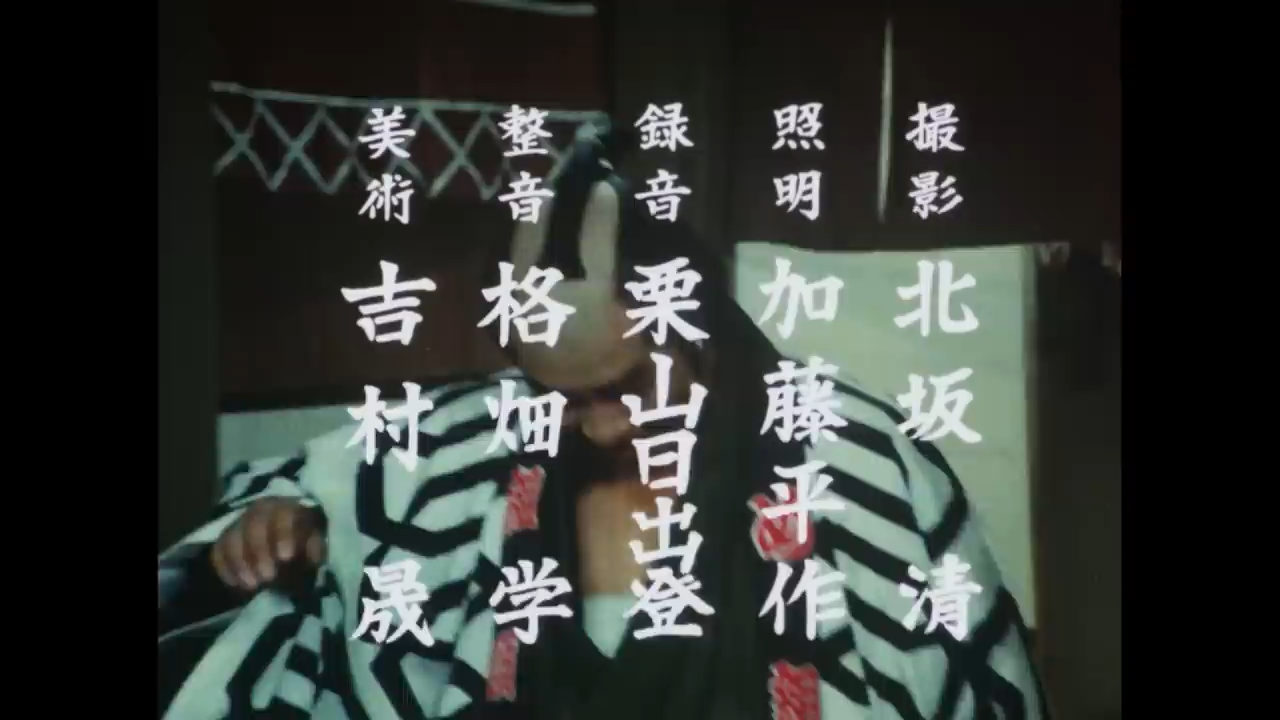 撮影 北坂清
照明 加藤平作
録音 栗山日出登
整音 格畑学
美術 吉村晟